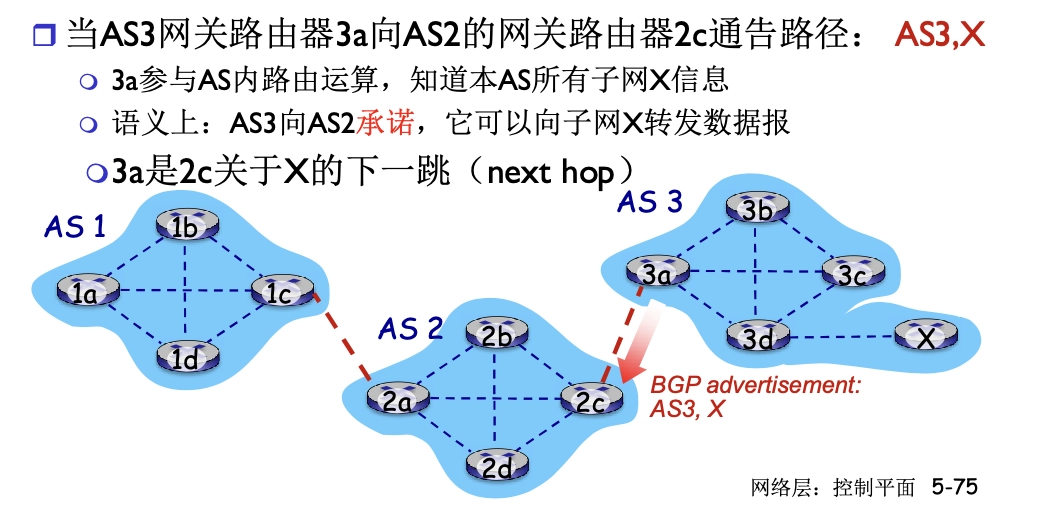 当AS3网关路由器3a向AS2的网关路由器2c通告路径： AS3,X
3a参与AS内路由运算，知道本AS所有子网X信息
语义上：AS3向AS2承诺，它可以向子网X转发数据报
3a是2c关于X的下一跳（next hop）
AS 1
1b
1a
1c
1d
AS 2
2b
2a
2c
2d
AS 3
3b
3a
3c
3d
X
BGP advertisement:
AS3, X
网络层：控制平面 5-75